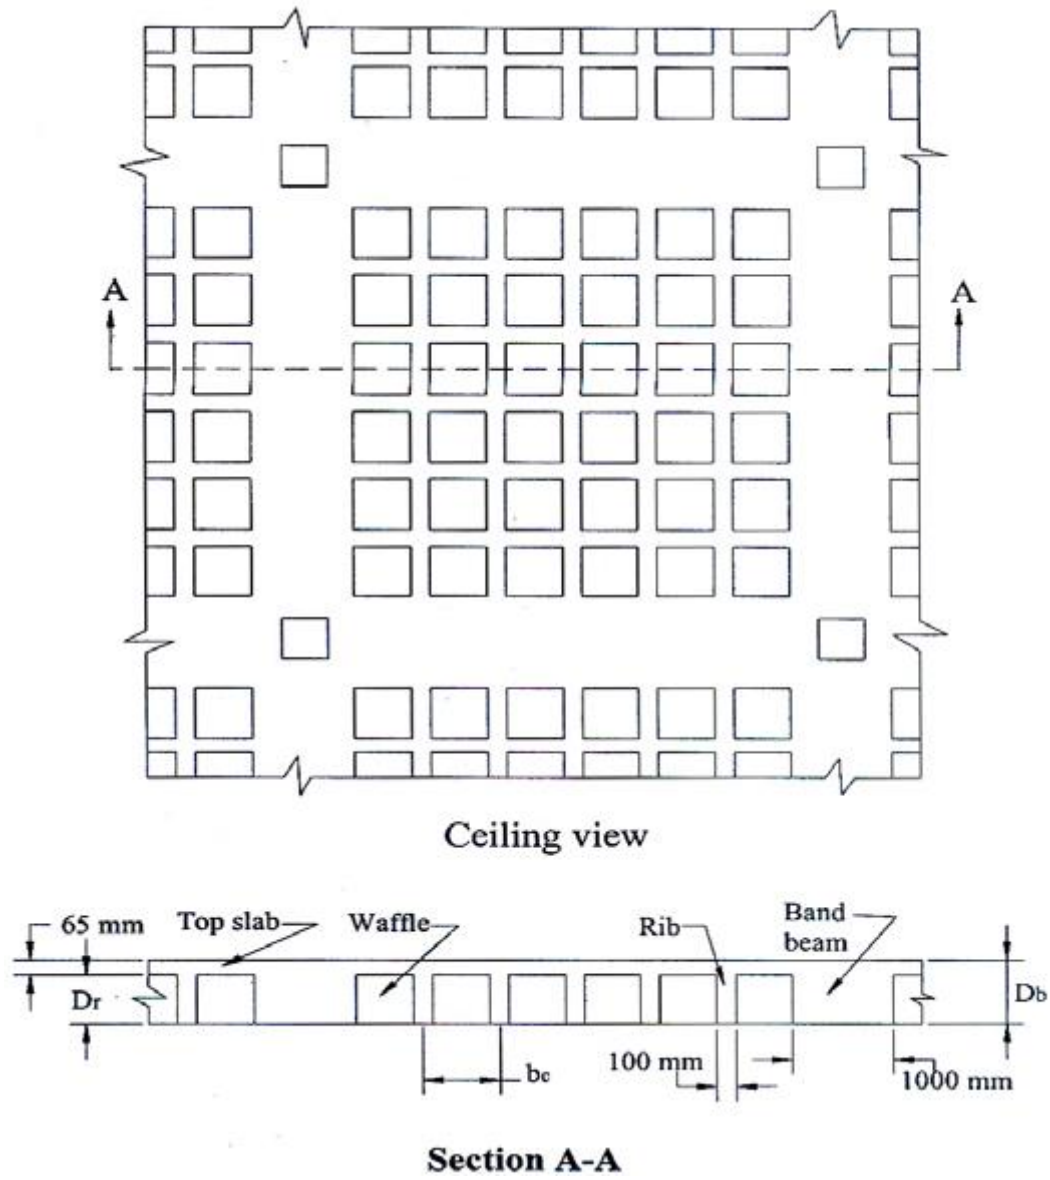 A
A
Ceiling view
65 mm
Top slab
Waffle
Rib
Band
beam
Dr
Db
100 mm
bc
1000 mm
Section A-A